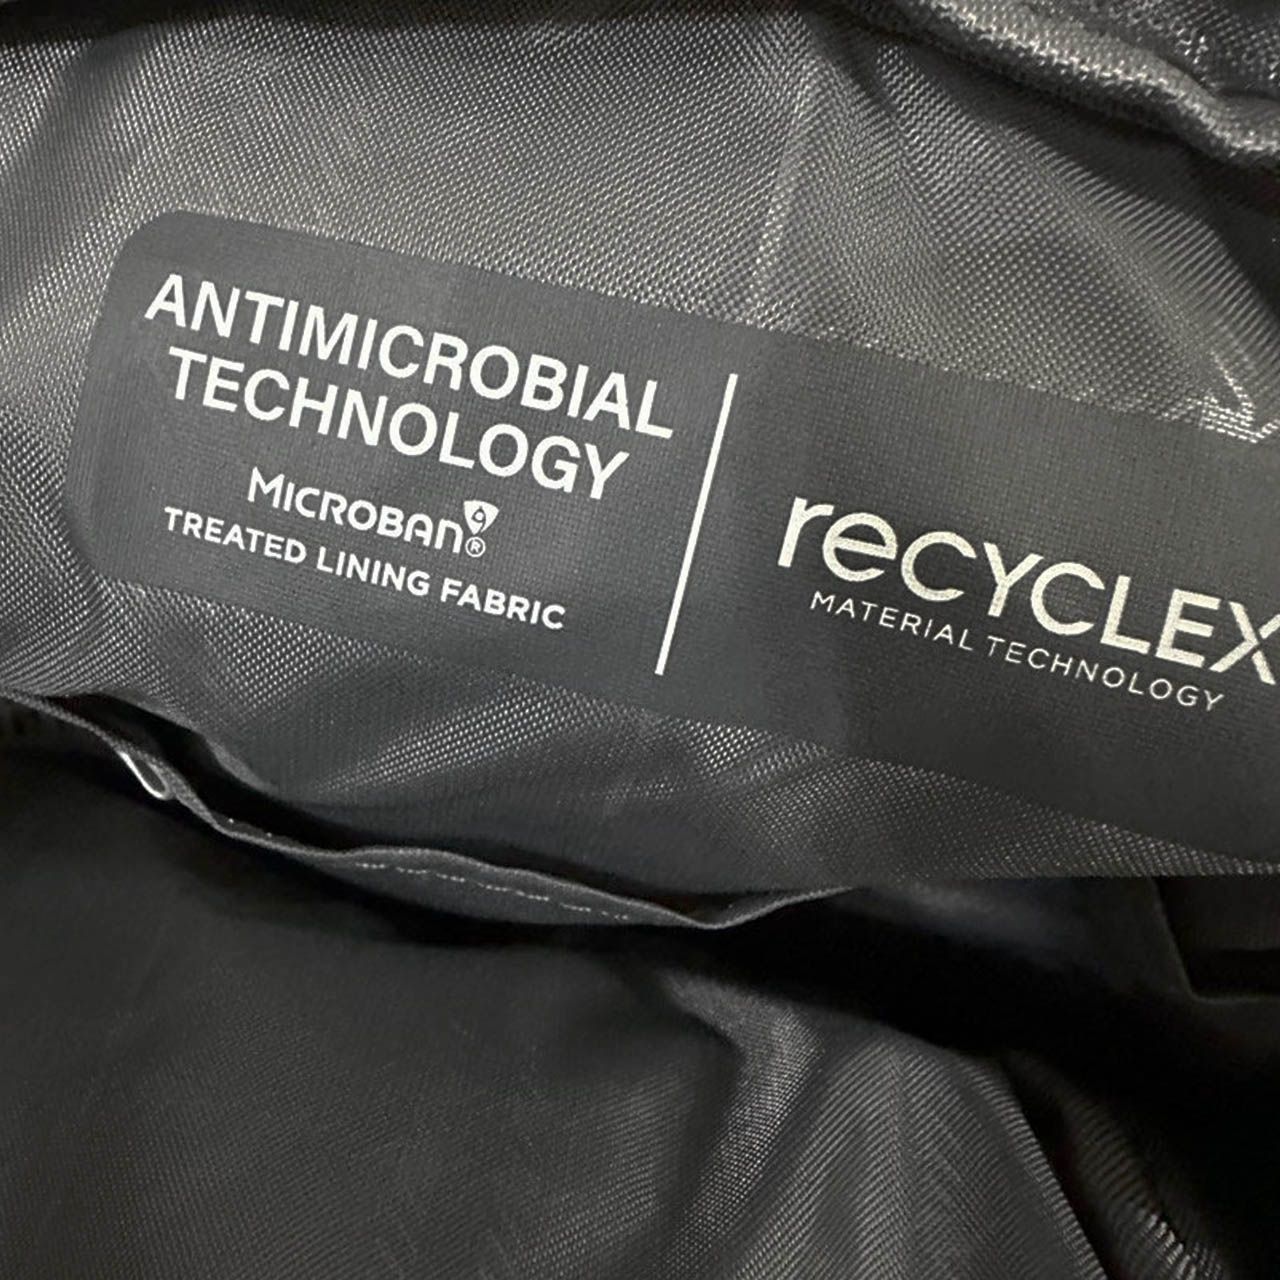 ANTIMICROBIAL
TECHNOLOGY
MICROBAN®
TREATED LINING FABRIC
reCYCLEX
MATERIAL TECHNOLOGY